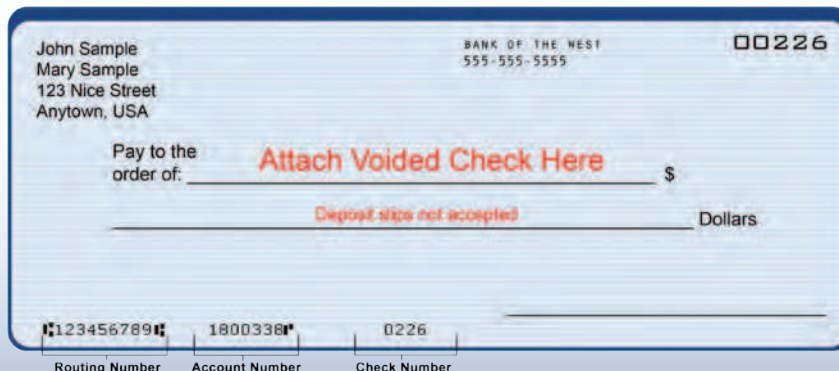 John Sample
Mary Sample
123 Nice Street
Anytown, USA
BANK OF THE WEST
555-555-5555
00226
Pay to the
order of: Attach Voided Check Here $
Deposit slips not accepted Dollars
⑆123456789⑆ 1800338⑈ 0226
Routing Number Account Number Check Number